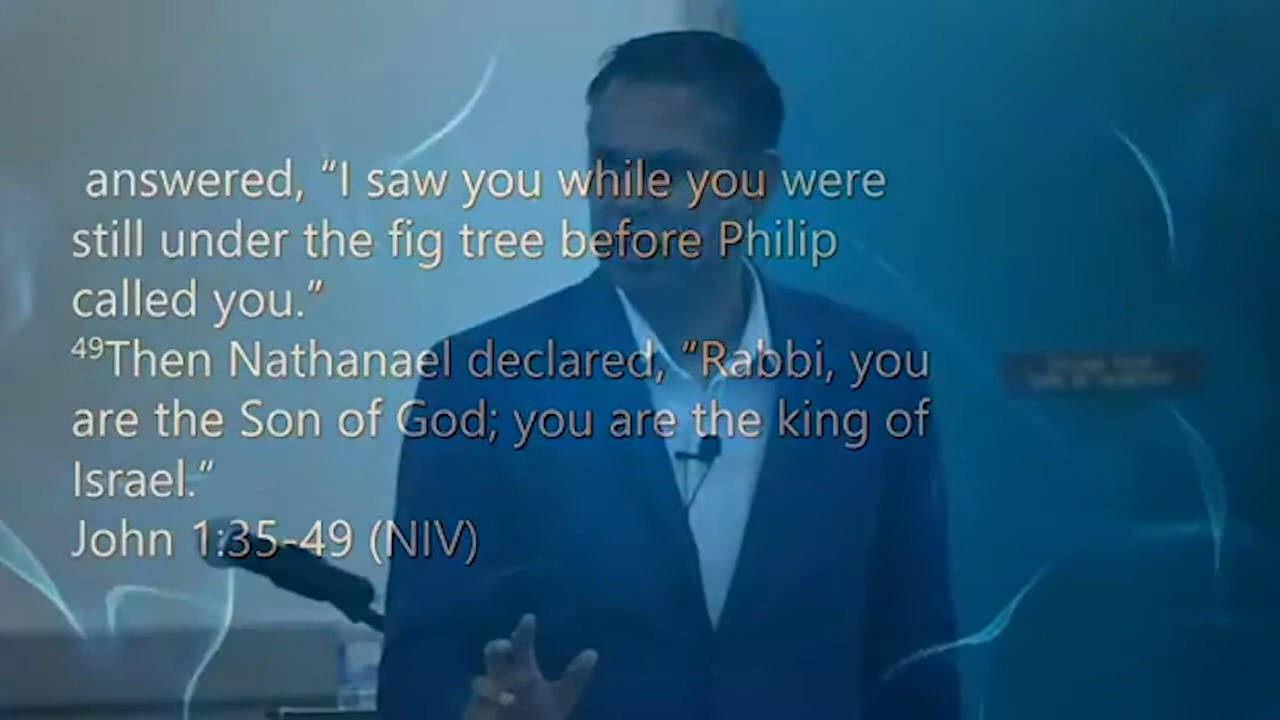 answered, “I saw you while you were
still under the fig tree before Philip
called you.”
⁴⁹Then Nathanael declared, “Rabbi, you
are the Son of God; you are the king of
Israel.”
John 1:35-49 (NIV)